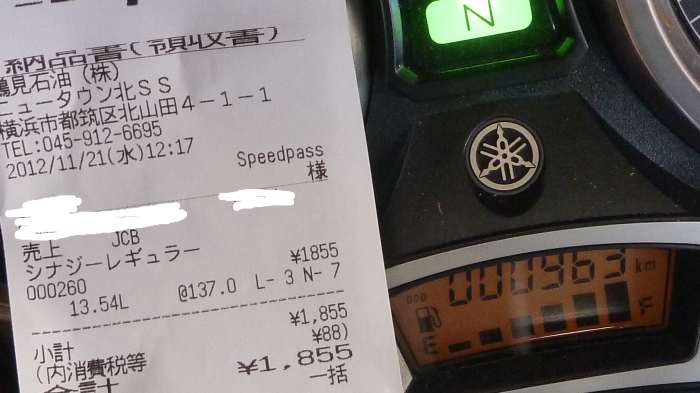 納品書(領収書)
鶴見石油(株)
ニュータウン北SS
横浜市都筑区北山田4-1-1
TEL:045-912-6695
2012/11/21(水)12:17
Speedpass
様
売上 JCB
シナジーレギュラー ¥1855
000260
13.54L @137.0 L- 3 N- 7
小計 ¥1,855
(内消費税等 ¥88)
合計 ¥1,855
一括
N
ODO
000963 km
E F